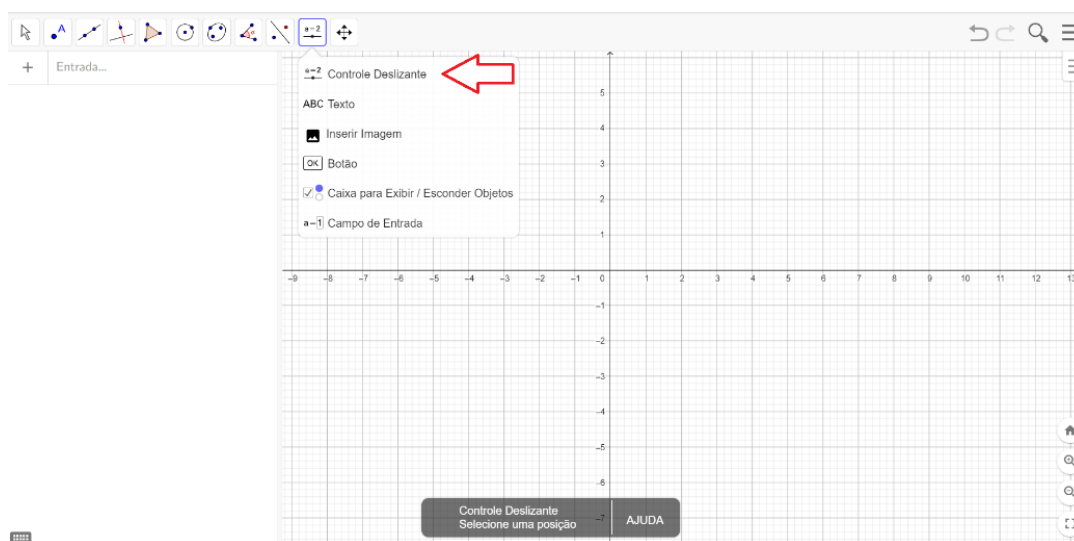 A
a=2
+ Entrada...
a=2 Controle Deslizante
ABC Texto
Inserir Imagem
OK Botão
Caixa para Exibir / Esconder Objetos
a=1 Campo de Entrada
5
4
3
2
1
-9 -8 -7 -6 -5 -4 -3 -2 -1 0 1 2 3 4 5 6 7 8 9 10 11 12 13
-1
-2
-3
-4
-5
-6
-7
Controle Deslizante
Selecione uma posição
AJUDA